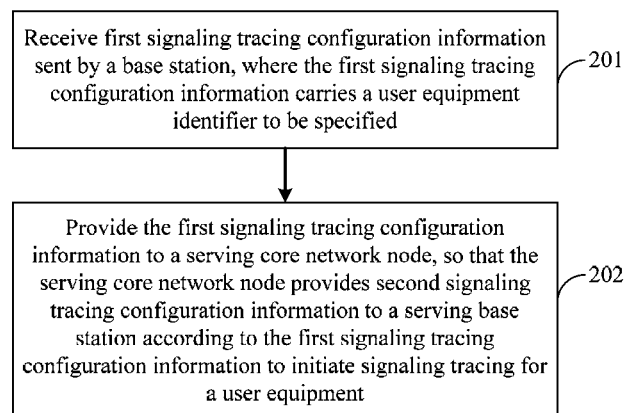 Receive first signaling tracing configuration information
sent by a base station, where the first signaling tracing
configuration information carries a user equipment
identifier to be specified
201
Provide the first signaling tracing configuration
information to a serving core network node, so that the
serving core network node provides second signaling
tracing configuration information to a serving base
station according to the first signaling tracing
configuration information to initiate signaling tracing for
a user equipment
202